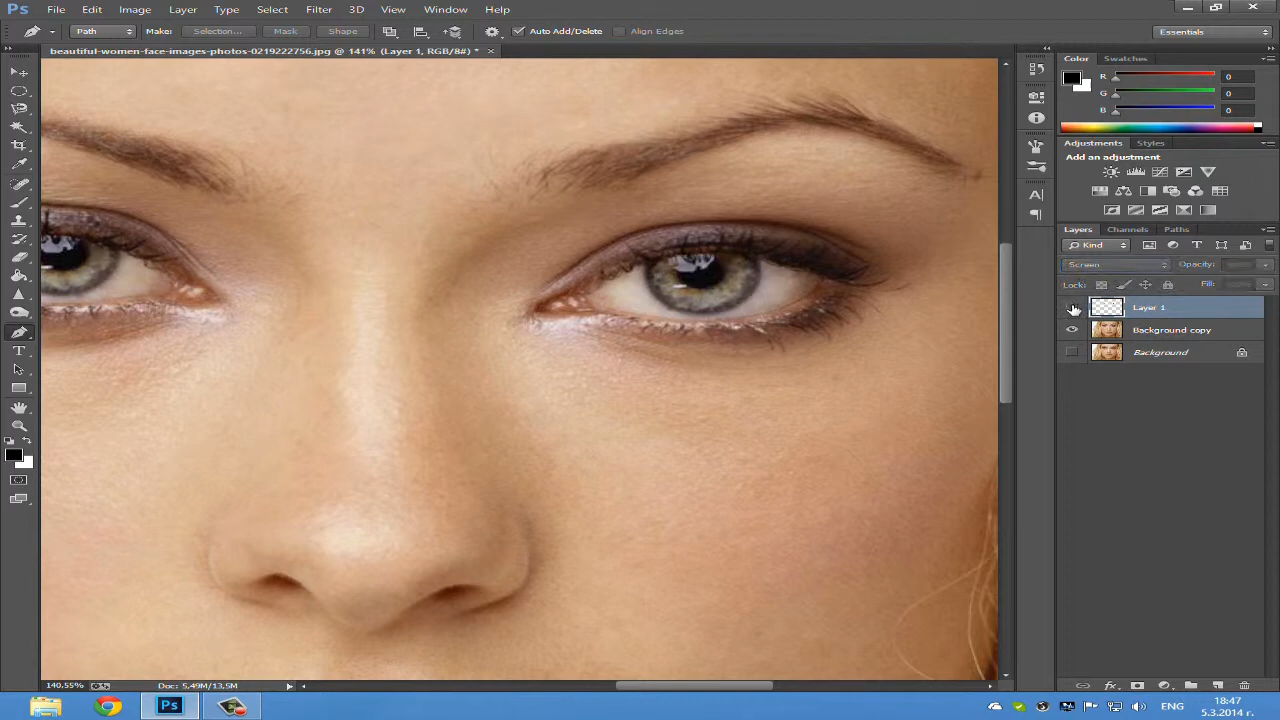 Ps File Edit Image Layer Type Select Filter 3D View Window Help
Path Make: Selection... Mask Shape Auto Add/Delete Align Edges Essentials
beautiful-women-face-images-photos-0219222756.jpg @ 141% (Layer 1, RGB/8#) * ×
Color Swatches
R 0
G 0
B 0
Adjustments Styles
Add an adjustment
Layers Channels Paths
Kind
Screen Opacity:
Lock: Fill:
Layer 1
Background copy
Background
140,55% Doc: 5,49M/13,5M
Ps ENG 18:47
5.3.2014 г.